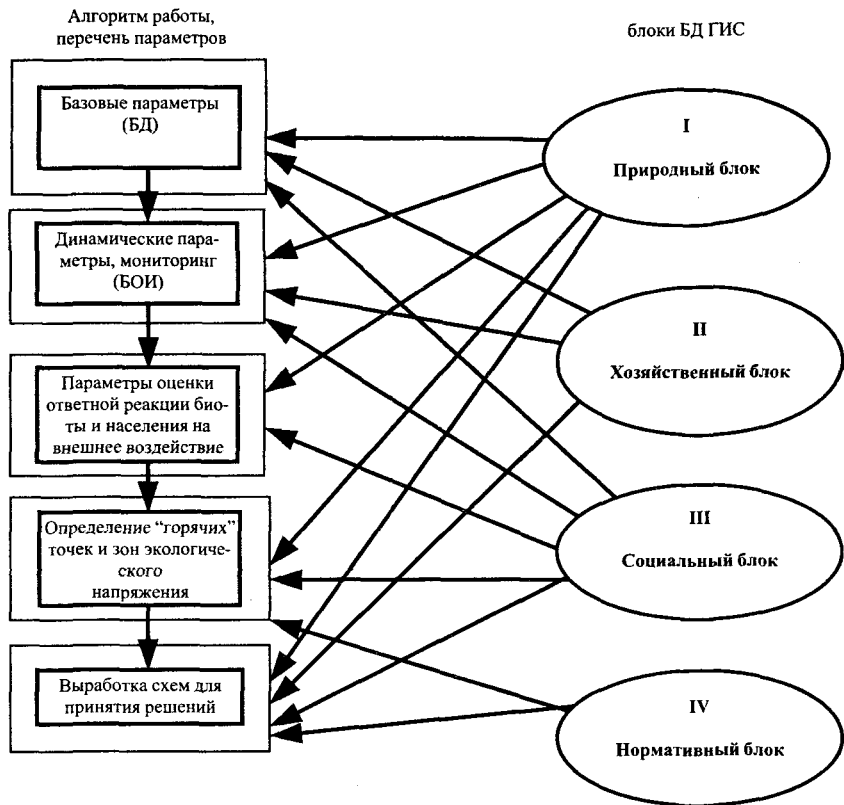 Алгоритм работы,
перечень параметров
блоки БД ГИС
Базовые параметры
(БД)
Динамические пара-
метры, мониторинг
(БОИ)
Параметры оценки
ответной реакции био-
ты и населения на
внешнее воздействие
Определение “горячих”
точек и зон экологиче-
ского
напряжения
Выработка схем для
принятия решений
I
Природный блок
II
Хозяйственный блок
III
Социальный блок
IV
Нормативный блок